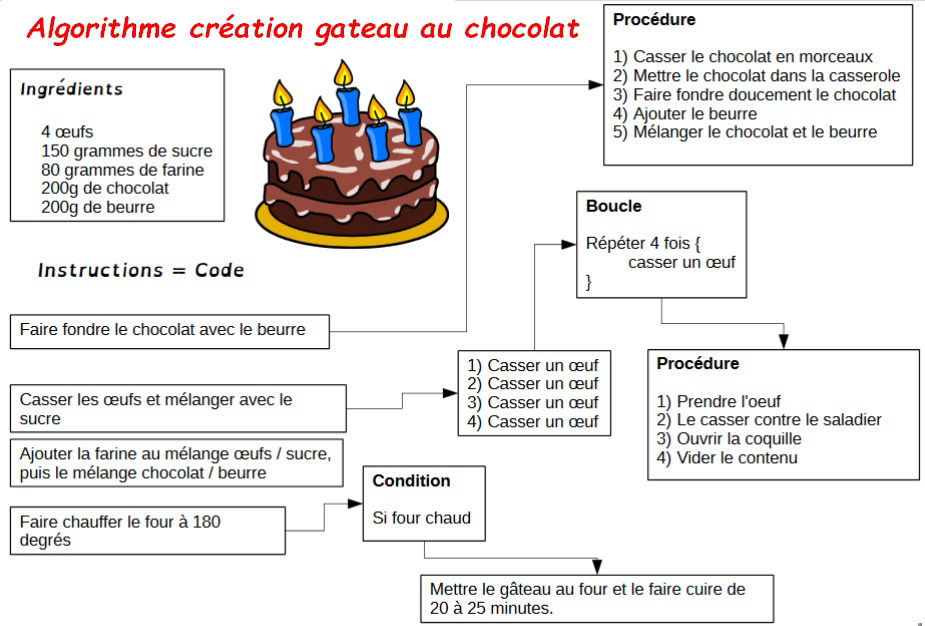 Algorithme création gateau au chocolat
Ingrédients
4 œufs
150 grammes de sucre
80 grammes de farine
200g de chocolat
200g de beurre
Instructions = Code
Faire fondre le chocolat avec le beurre
Procédure
1) Casser le chocolat en morceaux
2) Mettre le chocolat dans la casserole
3) Faire fondre doucement le chocolat
4) Ajouter le beurre
5) Mélanger le chocolat et le beurre
Casser les œufs et mélanger avec le
sucre
1) Casser un œuf
2) Casser un œuf
3) Casser un œuf
4) Casser un œuf
Boucle
Répéter 4 fois {
casser un œuf
}
Procédure
1) Prendre l'oeuf
2) Le casser contre le saladier
3) Ouvrir la coquille
4) Vider le contenu
Ajouter la farine au mélange œufs / sucre,
puis le mélange chocolat / beurre
Faire chauffer le four à 180
degrés
Condition
Si four chaud
Mettre le gâteau au four et le faire cuire de
20 à 25 minutes.